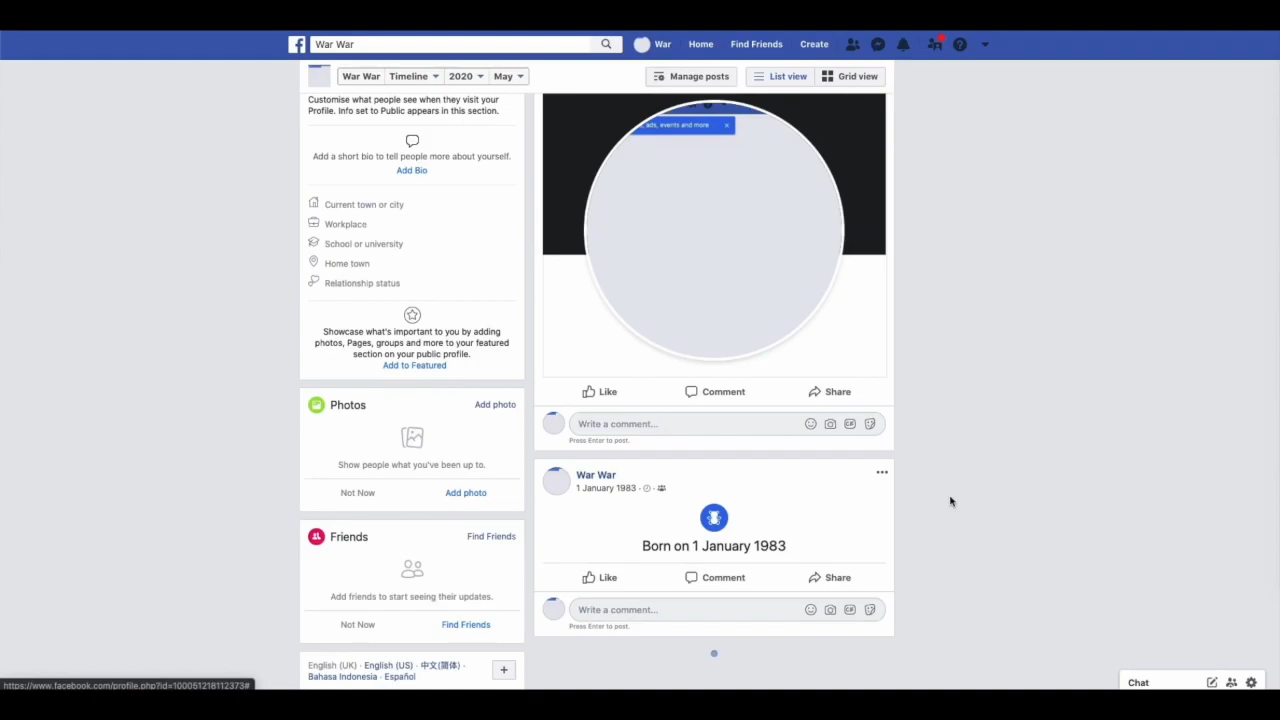 War War
War
Home
Find Friends
Create
War War
Timeline
2020
May
Manage posts
List view
Grid view
Customise what people see when they visit your
Profile. Info set to Public appears in this section.
Add a short bio to tell people more about yourself.
Add Bio
Current town or city
Workplace
School or university
Home town
Relationship status
Showcase what's important to you by adding
photos, Pages, groups and more to your featured
section on your public profile.
Add to Featured
Photos
Add photo
Show people what you've been up to.
Not Now
Add photo
Friends
Find Friends
Add friends to start seeing their updates.
Not Now
Find Friends
English (UK) · English (US) · 中文(简体) ·
Bahasa Indonesia · Español
ads, events and more
Like
Comment
Share
Write a comment...
Press Enter to post.
War War
1 January 1983
Born on 1 January 1983
Like
Comment
Share
Write a comment...
Press Enter to post.
https://www.facebook.com/profile.php?id=100051218112373#
Chat